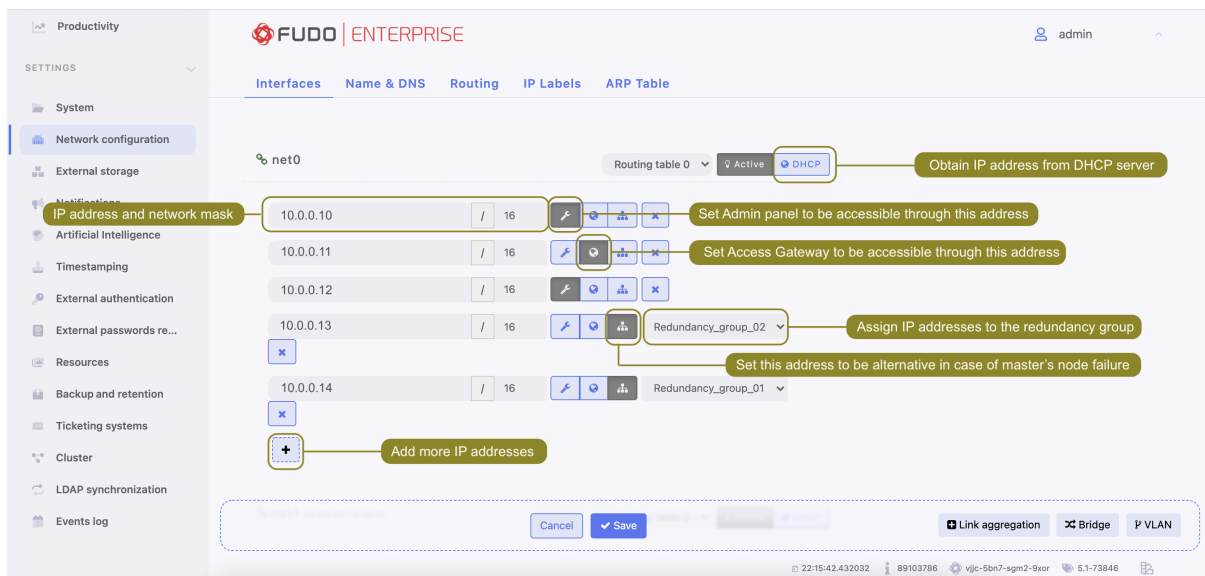 Productivity
FUDO ENTERPRISE
admin
SETTINGS
Interfaces Name & DNS Routing IP Labels ARP Table
System
Network configuration
External storage
Notifications
Artificial Intelligence
Timestamping
External authentication
External passwords re...
Resources
Backup and retention
Ticketing systems
Cluster
LDAP synchronization
Events log
net0
Routing table 0
Active
DHCP
Obtain IP address from DHCP server
IP address and network mask
10.0.0.10 / 16
Set Admin panel to be accessible through this address
10.0.0.11 / 16
Set Access Gateway to be accessible through this address
10.0.0.12 / 16
10.0.0.13 / 16
Redundancy_group_02
Assign IP addresses to the redundancy group
Set this address to be alternative in case of master's node failure
10.0.0.14 / 16
Redundancy_group_01
Add more IP addresses
Cancel
Save
Link aggregation
Bridge
VLAN
22:15:42.432032
89103786
vjjc-5bn7-sgm2-9xor
5.1-73846